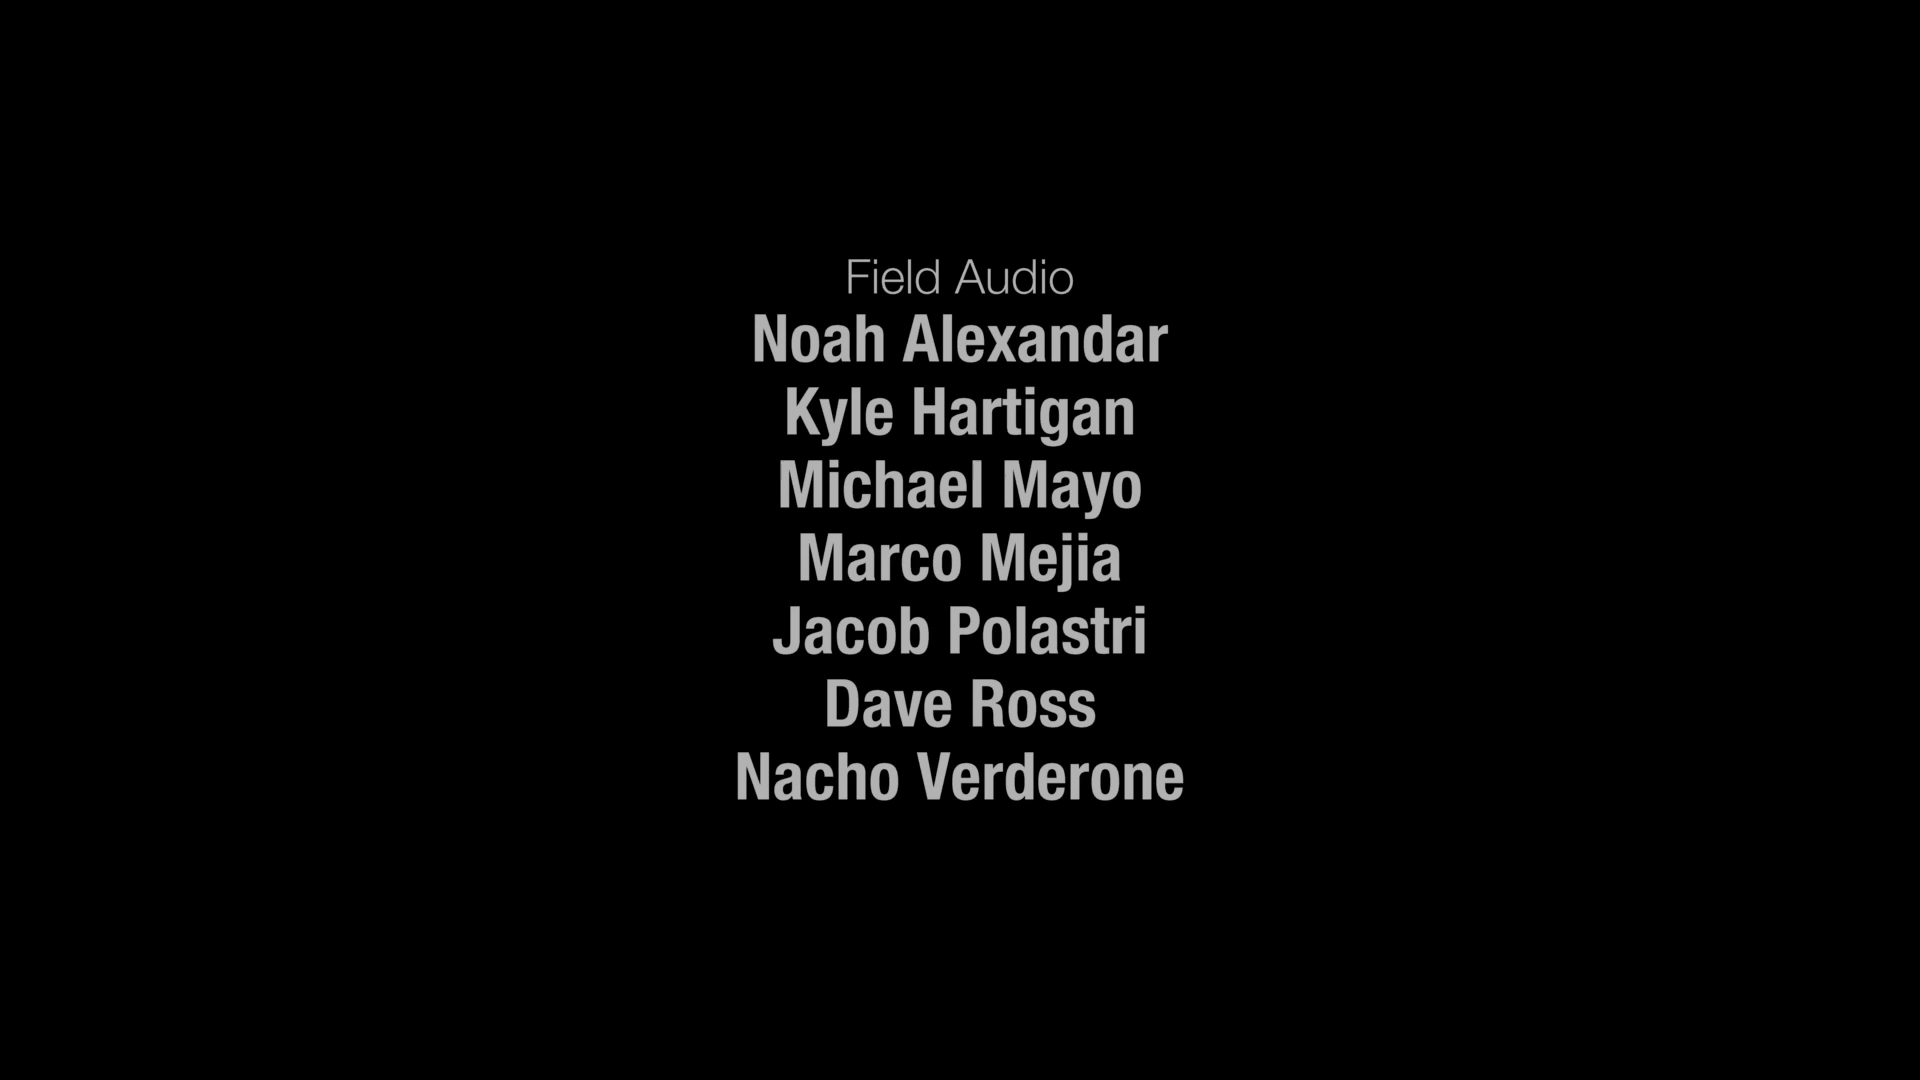 Field Audio
Noah Alexandar
Kyle Hartigan
Michael Mayo
Marco Mejia
Jacob Polastri
Dave Ross
Nacho Verderone